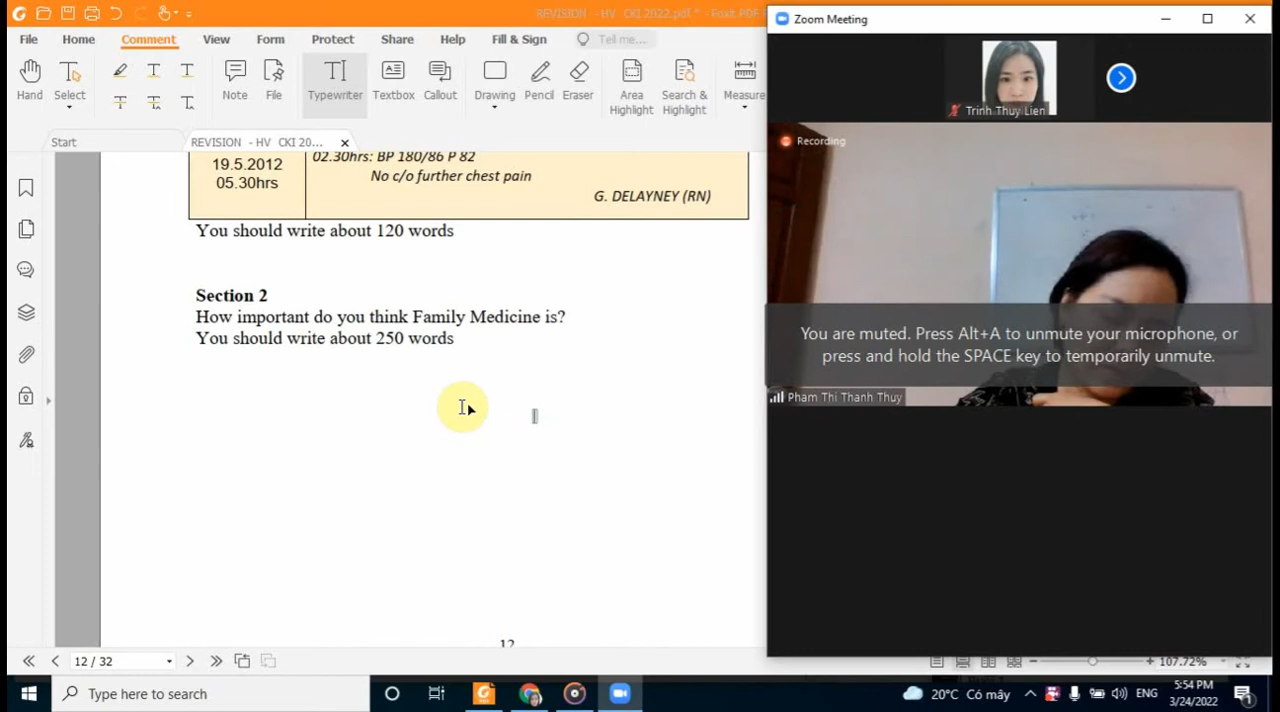 REVISION - HV CKI 2022.pdf * - Foxit PDF
File Home Comment View Form Protect Share Help Fill & Sign Tell me...
Hand Select Note File Typewriter Textbox Callout Drawing Pencil Eraser Area Highlight Search & Highlight Measure
Start REVISION - HV CKI 20...
19.5.2012
05.30hrs
02.30hrs: BP 180/86 P 82
No c/o further chest pain
G. DELAYNEY (RN)
You should write about 120 words
Section 2
How important do you think Family Medicine is?
You should write about 250 words
12
12 / 32
107.72%
Zoom Meeting
Trinh Thuy Lien
Recording
You are muted. Press Alt+A to unmute your microphone, or
press and hold the SPACE key to temporarily unmute.
Pham Thi Thanh Thuy
Type here to search
20°C Có mây
ENG
5:54 PM
3/24/2022
1